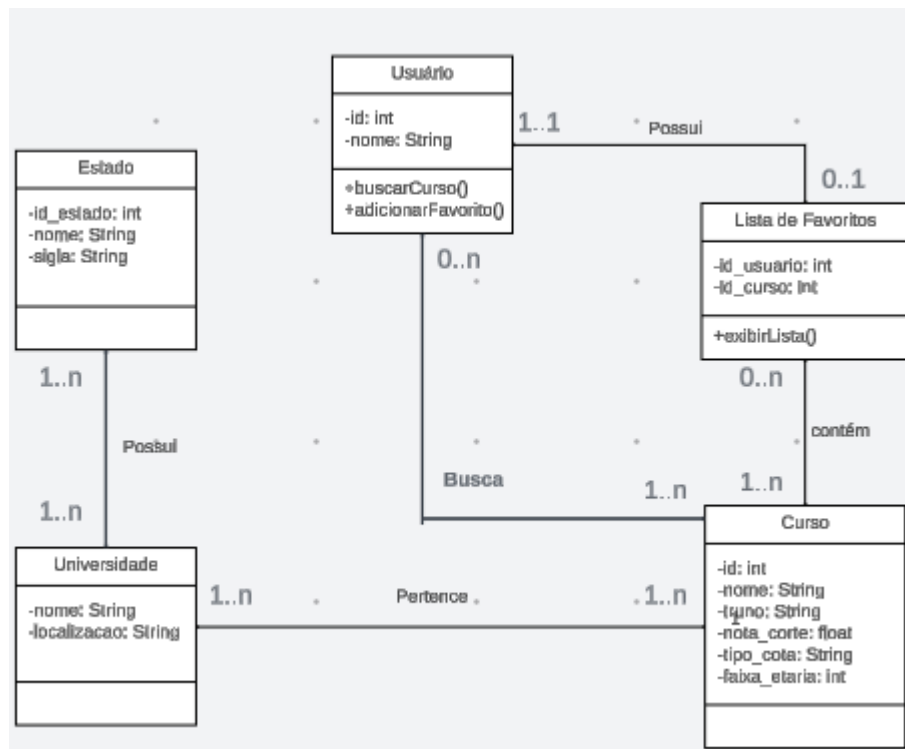 Usuário
-id: int
-nome: String
+buscarCurso()
+adicionarFavorito()
1..1
Possui
0..1
Estado
-id_estado: int
-nome: String
-sigla: String
Lista de Favoritos
-id_usuario: int
-id_curso: int
+exibirLista()
0..n
0..n
1..n
Possui
contém
1..n
Busca
1..n
1..n
Universidade
-nome: String
-localizacao: String
1..n
Pertence
1..n
Curso
-id: int
-nome: String
-truno: String
-nota_corte: float
-tipo_cota: String
-faixa_etaria: int